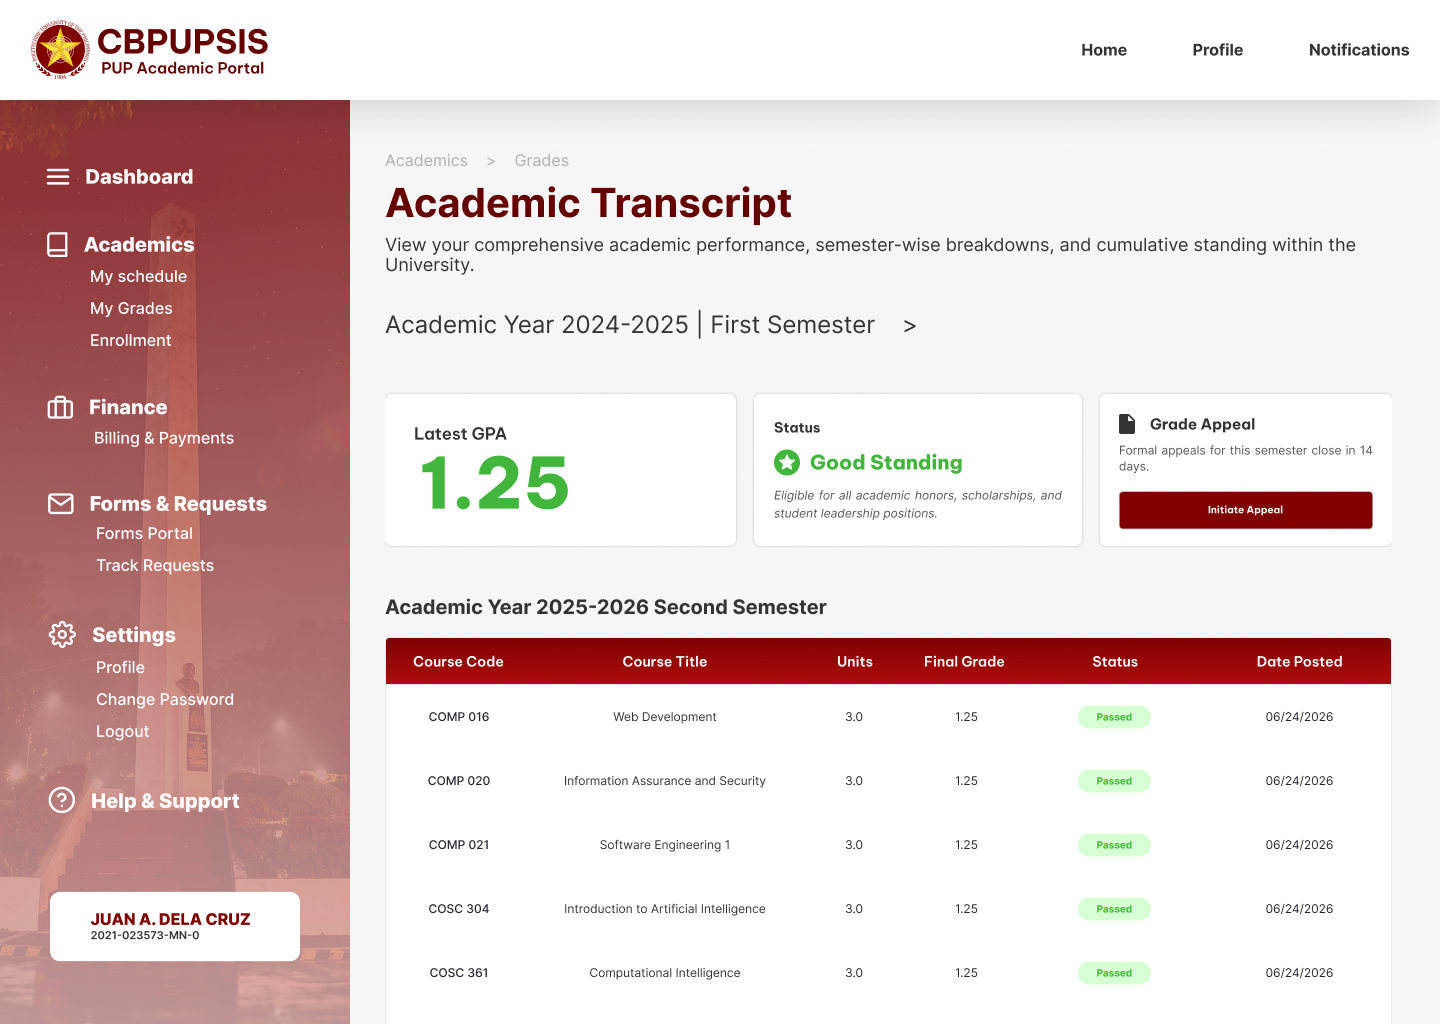 CBPUPSIS
PUP Academic Portal
1904
Home
Profile
Notifications
Dashboard
Academics
My schedule
My Grades
Enrollment
Finance
Billing & Payments
Forms & Requests
Forms Portal
Track Requests
Settings
Profile
Change Password
Logout
Help & Support
JUAN A. DELA CRUZ
2021-023573-MN-0
Academics > Grades
Academic Transcript
View your comprehensive academic performance, semester-wise breakdowns, and cumulative standing within the
University.
Academic Year 2024-2025 | First Semester >
Latest GPA
1.25
Status
Good Standing
Eligible for all academic honors, scholarships, and
student leadership positions.
Grade Appeal
Formal appeals for this semester close in 14
days.
Initiate Appeal
Academic Year 2025-2026 Second Semester
Course Code Course Title Units Final Grade Status Date Posted
COMP 016 Web Development 3.0 1.25 Passed 06/24/2026
COMP 020 Information Assurance and Security 3.0 1.25 Passed 06/24/2026
COMP 021 Software Engineering 1 3.0 1.25 Passed 06/24/2026
COSC 304 Introduction to Artificial Intelligence 3.0 1.25 Passed 06/24/2026
COSC 361 Computational Intelligence 3.0 1.25 Passed 06/24/2026